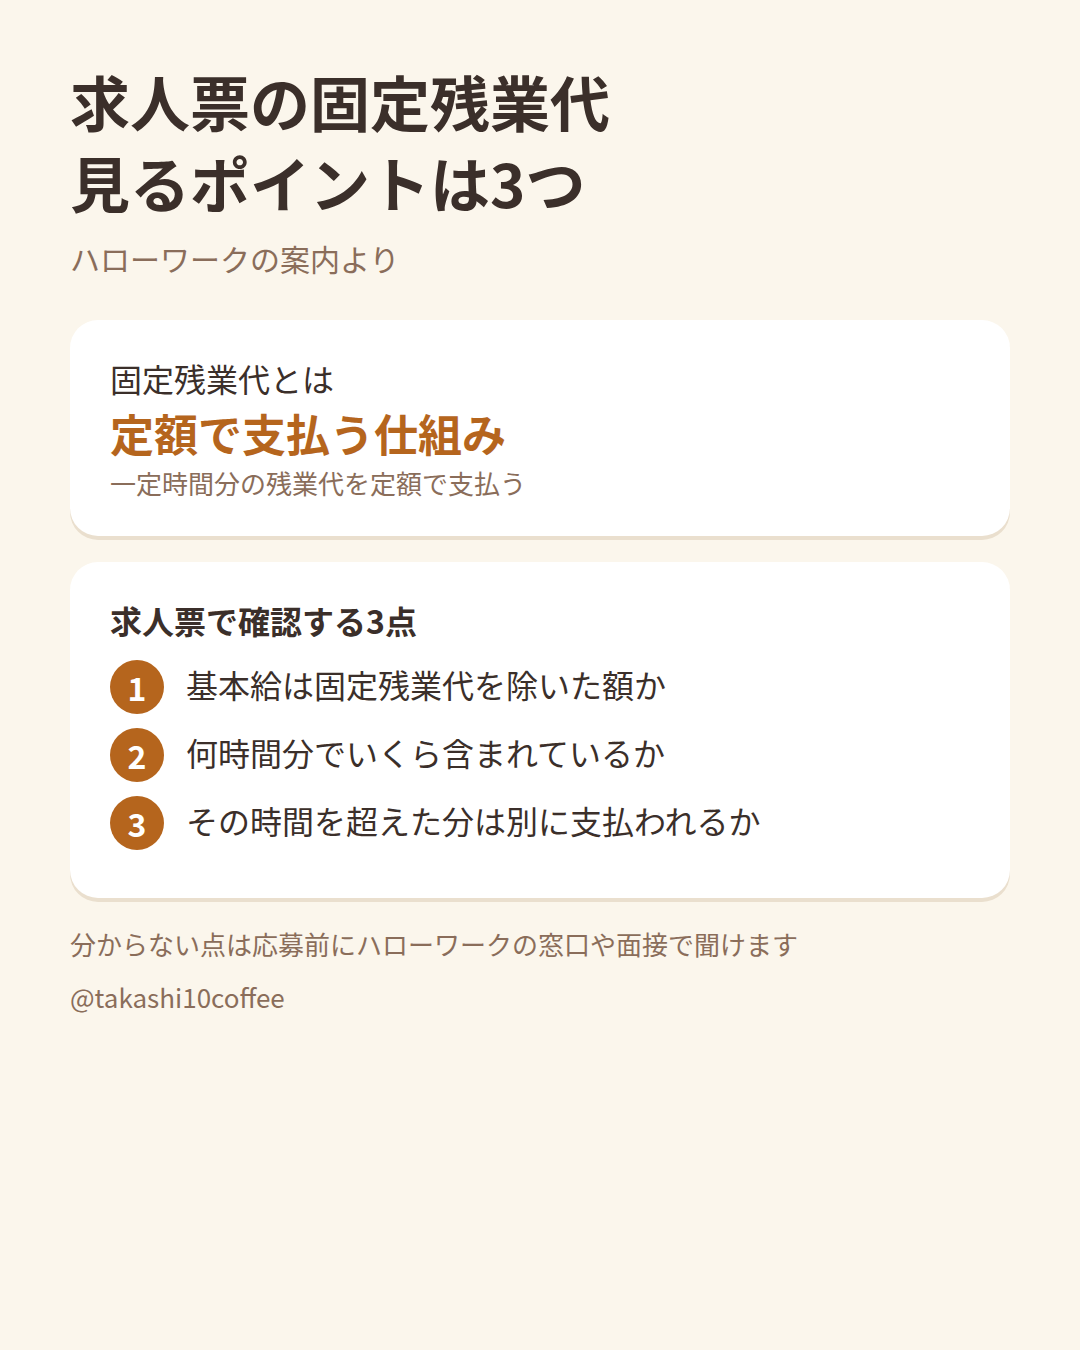 求人票の固定残業代
見るポイントは3つ
ハローワークの案内より
固定残業代とは
定額で支払う仕組み
一定時間分の残業代を定額で支払う
求人票で確認する3点
1 基本給は固定残業代を除いた額か
2 何時間分でいくら含まれているか
3 その時間を超えた分は別に支払われるか
分からない点は応募前にハローワークの窓口や面接で聞けます
@takashi10coffee